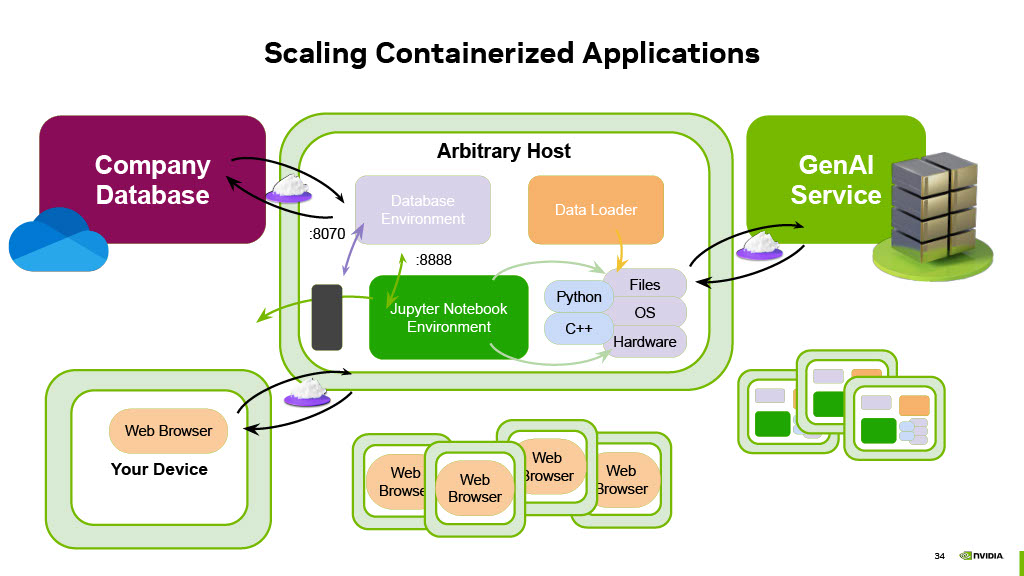 Scaling Containerized Applications
Company
Database
Arbitrary Host
GenAI
Service
Database
Environment
Data Loader
:8070
:8888
Jupyter Notebook
Environment
Python
C++
Files
OS
Hardware
Web Browser
Your Device
Web
Browse
Web
Browser
Web
Browser
Web
Browser
34
NVIDIA